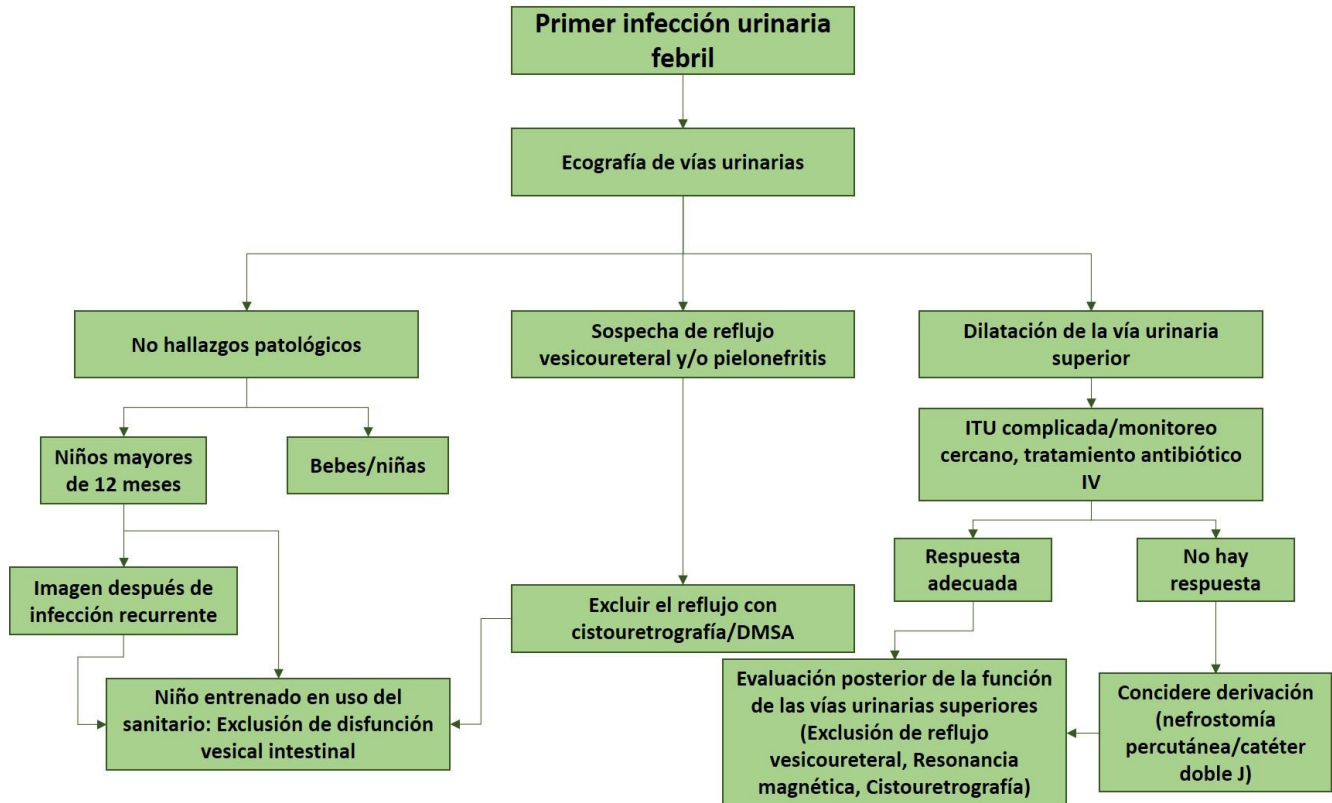 Primer infección urinaria
febril
Ecografía de vías urinarias
No hallazgos patológicos
Sospecha de reflujo
vesicoureteral y/o pielonefritis
Dilatación de la vía urinaria
superior
Niños mayores
de 12 meses
Bebes/niñas
ITU complicada/monitoreo
cercano, tratamiento antibiótico
IV
Respuesta
adecuada
No hay
respuesta
Imagen después de
infección recurrente
Excluir el reflujo con
cistouretrografía/DMSA
Niño entrenado en uso del
sanitario: Exclusión de disfunción
vesical intestinal
Evaluación posterior de la función
de las vías urinarias superiores
(Exclusión de reflujo
vesicoureteral, Resonancia
magnética, Cistouretrografía)
Concidere derivación
(nefrostomía
percutánea/catéter
doble J)